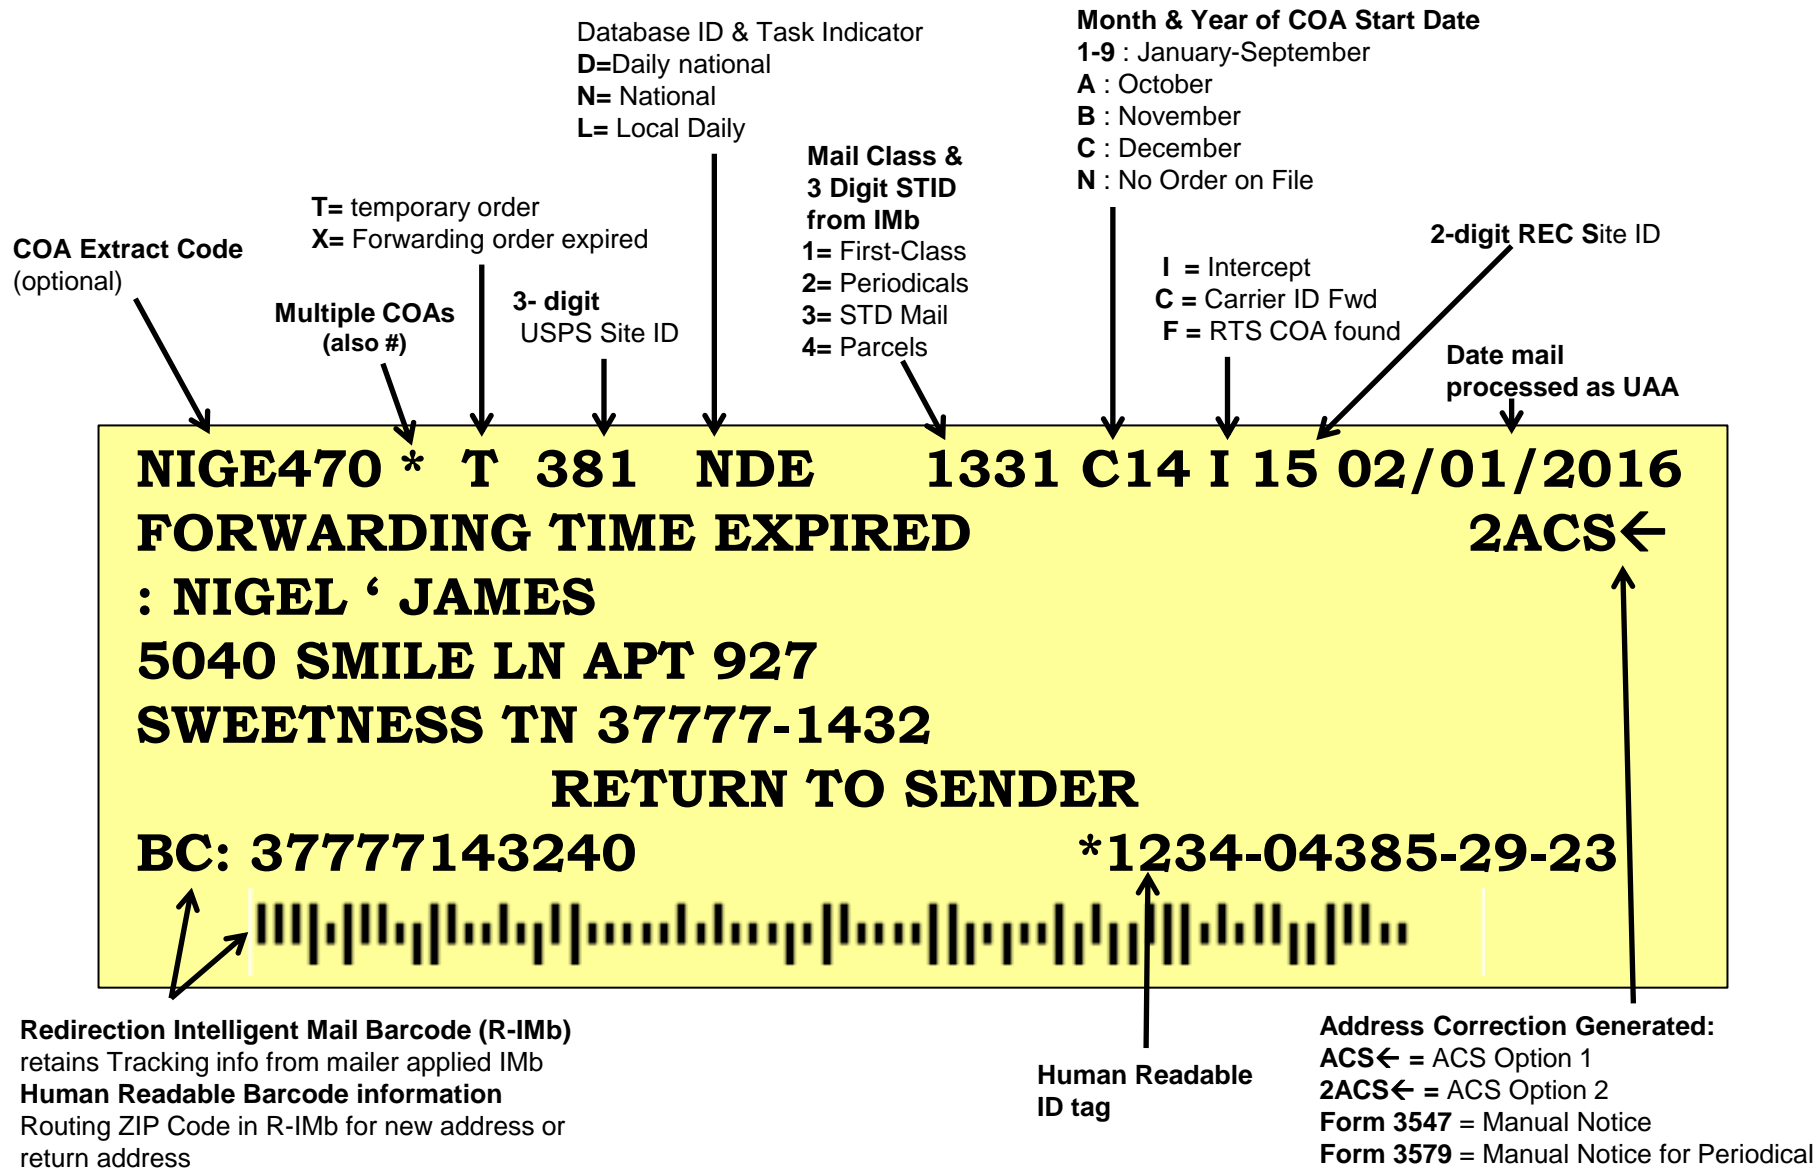 Database ID & Task Indicator
D=Daily national
N= National
L= Local Daily
Month & Year of COA Start Date
1-9 : January-September
A : October
B : November
C : December
N : No Order on File
Mail Class &
3 Digit STID
from IMb
1= First-Class
2= Periodicals
3= STD Mail
4= Parcels
T= temporary order
X= Forwarding order expired
COA Extract Code
(optional)
Multiple COAs
(also #)
3- digit
USPS Site ID
I = Intercept
C = Carrier ID Fwd
F = RTS COA found
2-digit REC Site ID
Date mail
processed as UAA
NIGE470 * T 381 NDE 1331 C14 I 15 02/01/2016
FORWARDING TIME EXPIRED 2ACS←
: NIGEL ‘ JAMES
5040 SMILE LN APT 927
SWEETNESS TN 37777-1432
RETURN TO SENDER
BC: 37777143240 *1234-04385-29-23
Redirection Intelligent Mail Barcode (R-IMb)
retains Tracking info from mailer applied IMb
Human Readable Barcode information
Routing ZIP Code in R-IMb for new address or
return address
Human Readable
ID tag
Address Correction Generated:
ACS← = ACS Option 1
2ACS← = ACS Option 2
Form 3547 = Manual Notice
Form 3579 = Manual Notice for Periodical